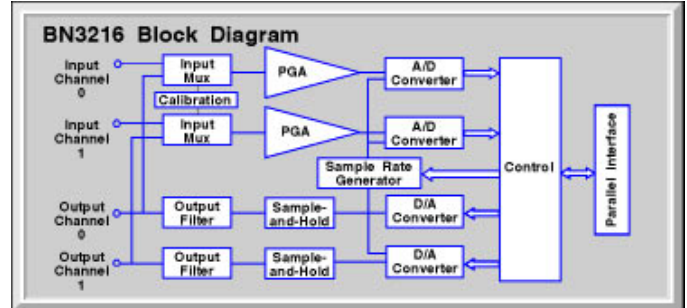 BN3216 Block Diagram
Input
Channel
0
Input
Mux
PGA
A/D
Converter
Calibration
Input
Channel
1
Input
Mux
PGA
A/D
Converter
Sample Rate
Generator
Control
Parallel Interface
Output
Channel
0
Output
Filter
Sample-
and-Hold
D/A
Converter
Output
Channel
1
Output
Filter
Sample-
and-Hold
D/A
Converter